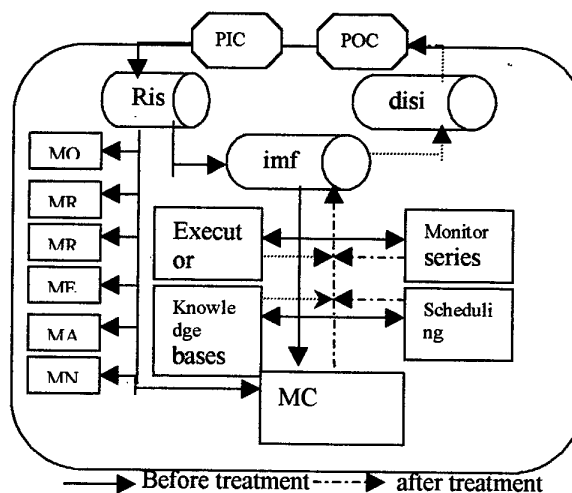 PIC
POC
Ris
disi
imf
MO
MR
MR
ME
MA
MN
Execut
or
Monitor
series
Knowle
dge
bases
Scheduli
ng
MC
Before treatment
after treatment